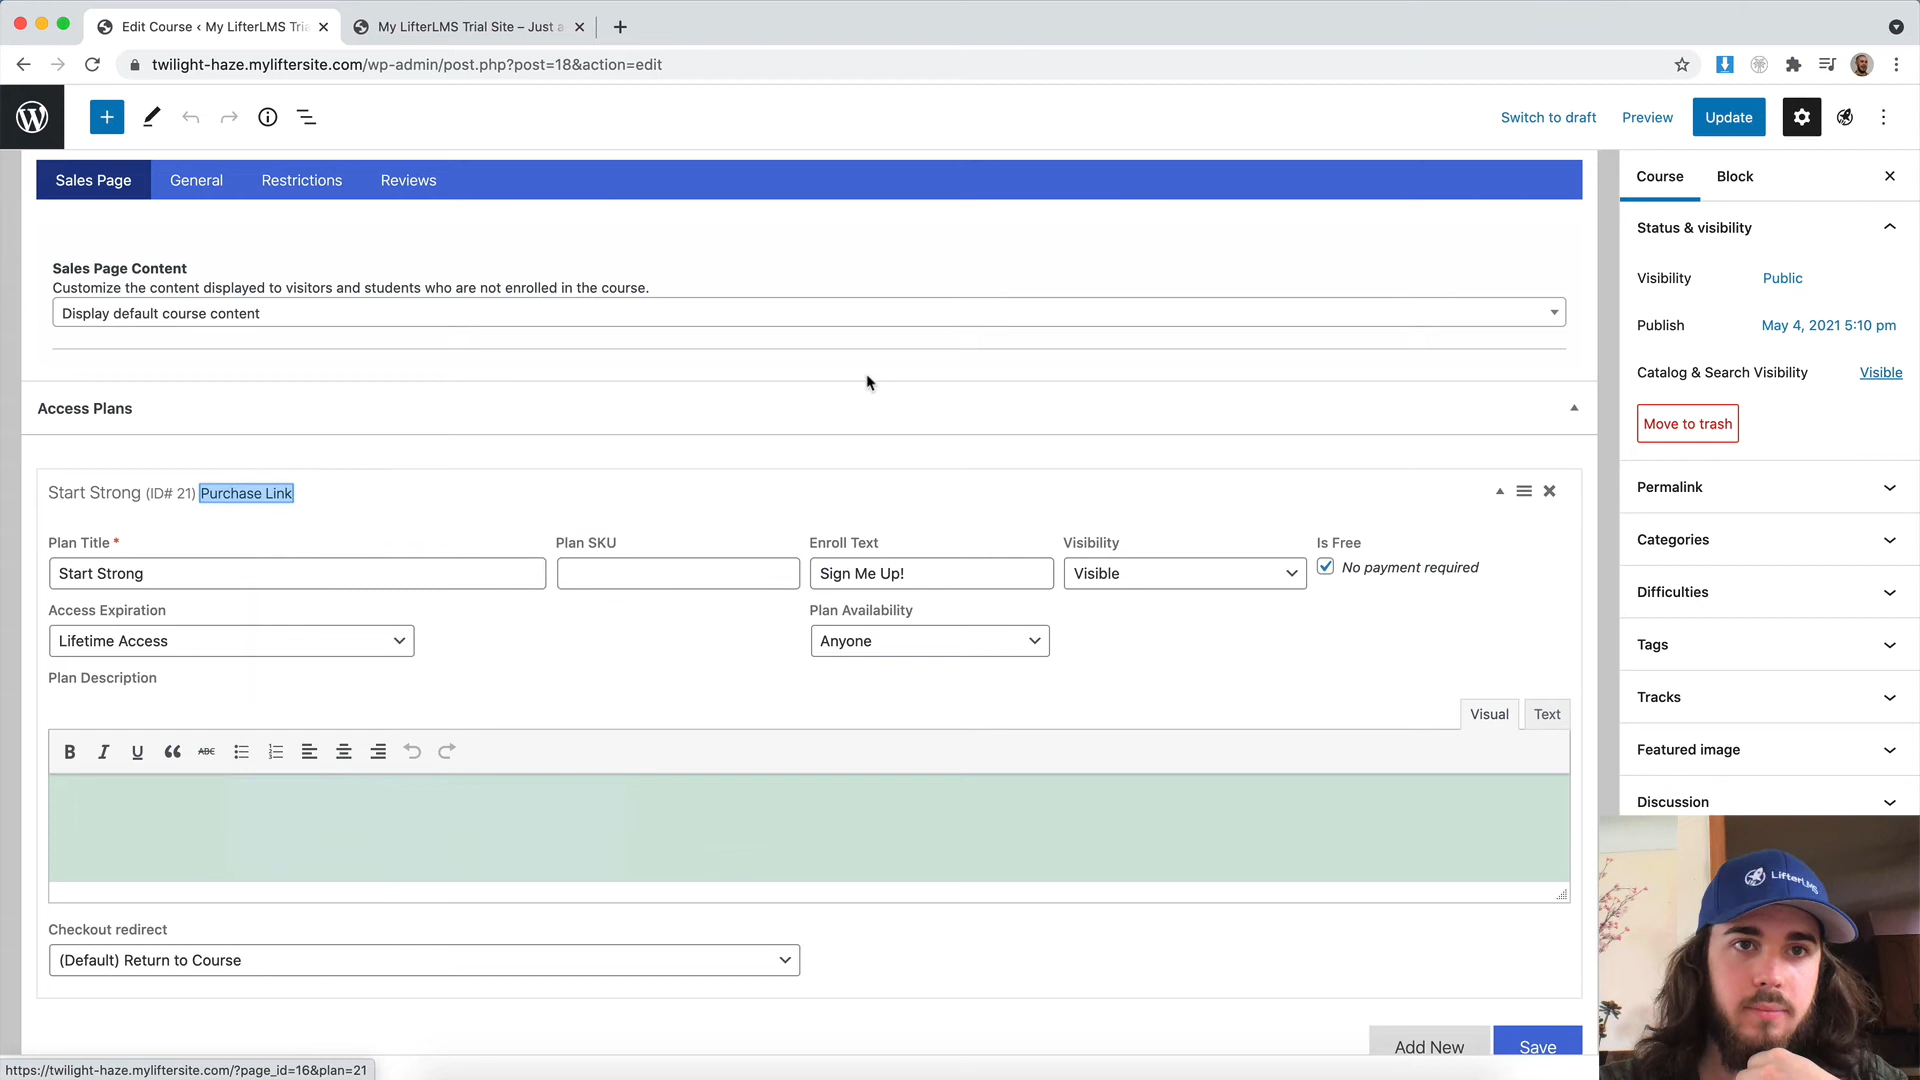 Edit Course ‹ My LifterLMS Tria
My LifterLMS Trial Site – Just a
twilight-haze.myliftersite.com/wp-admin/post.php?post=18&action=edit
Switch to draft
Preview
Update
Sales Page
General
Restrictions
Reviews
Course
Block
Status & visibility
Sales Page Content
Customize the content displayed to visitors and students who are not enrolled in the course.
Display default course content
Visibility
Public
Publish
May 4, 2021 5:10 pm
Catalog & Search Visibility
Visible
Move to trash
Access Plans
Start Strong (ID# 21) Purchase Link
Permalink
Plan Title *
Plan SKU
Enroll Text
Visibility
Is Free
Start Strong
Sign Me Up!
Visible
No payment required
Categories
Access Expiration
Plan Availability
Difficulties
Lifetime Access
Anyone
Tags
Plan Description
Tracks
Visual
Text
B I U ABC
Featured image
Discussion
Checkout redirect
(Default) Return to Course
Add New
Save
LifterLMS
https://twilight-haze.myliftersite.com/?page_id=16&plan=21